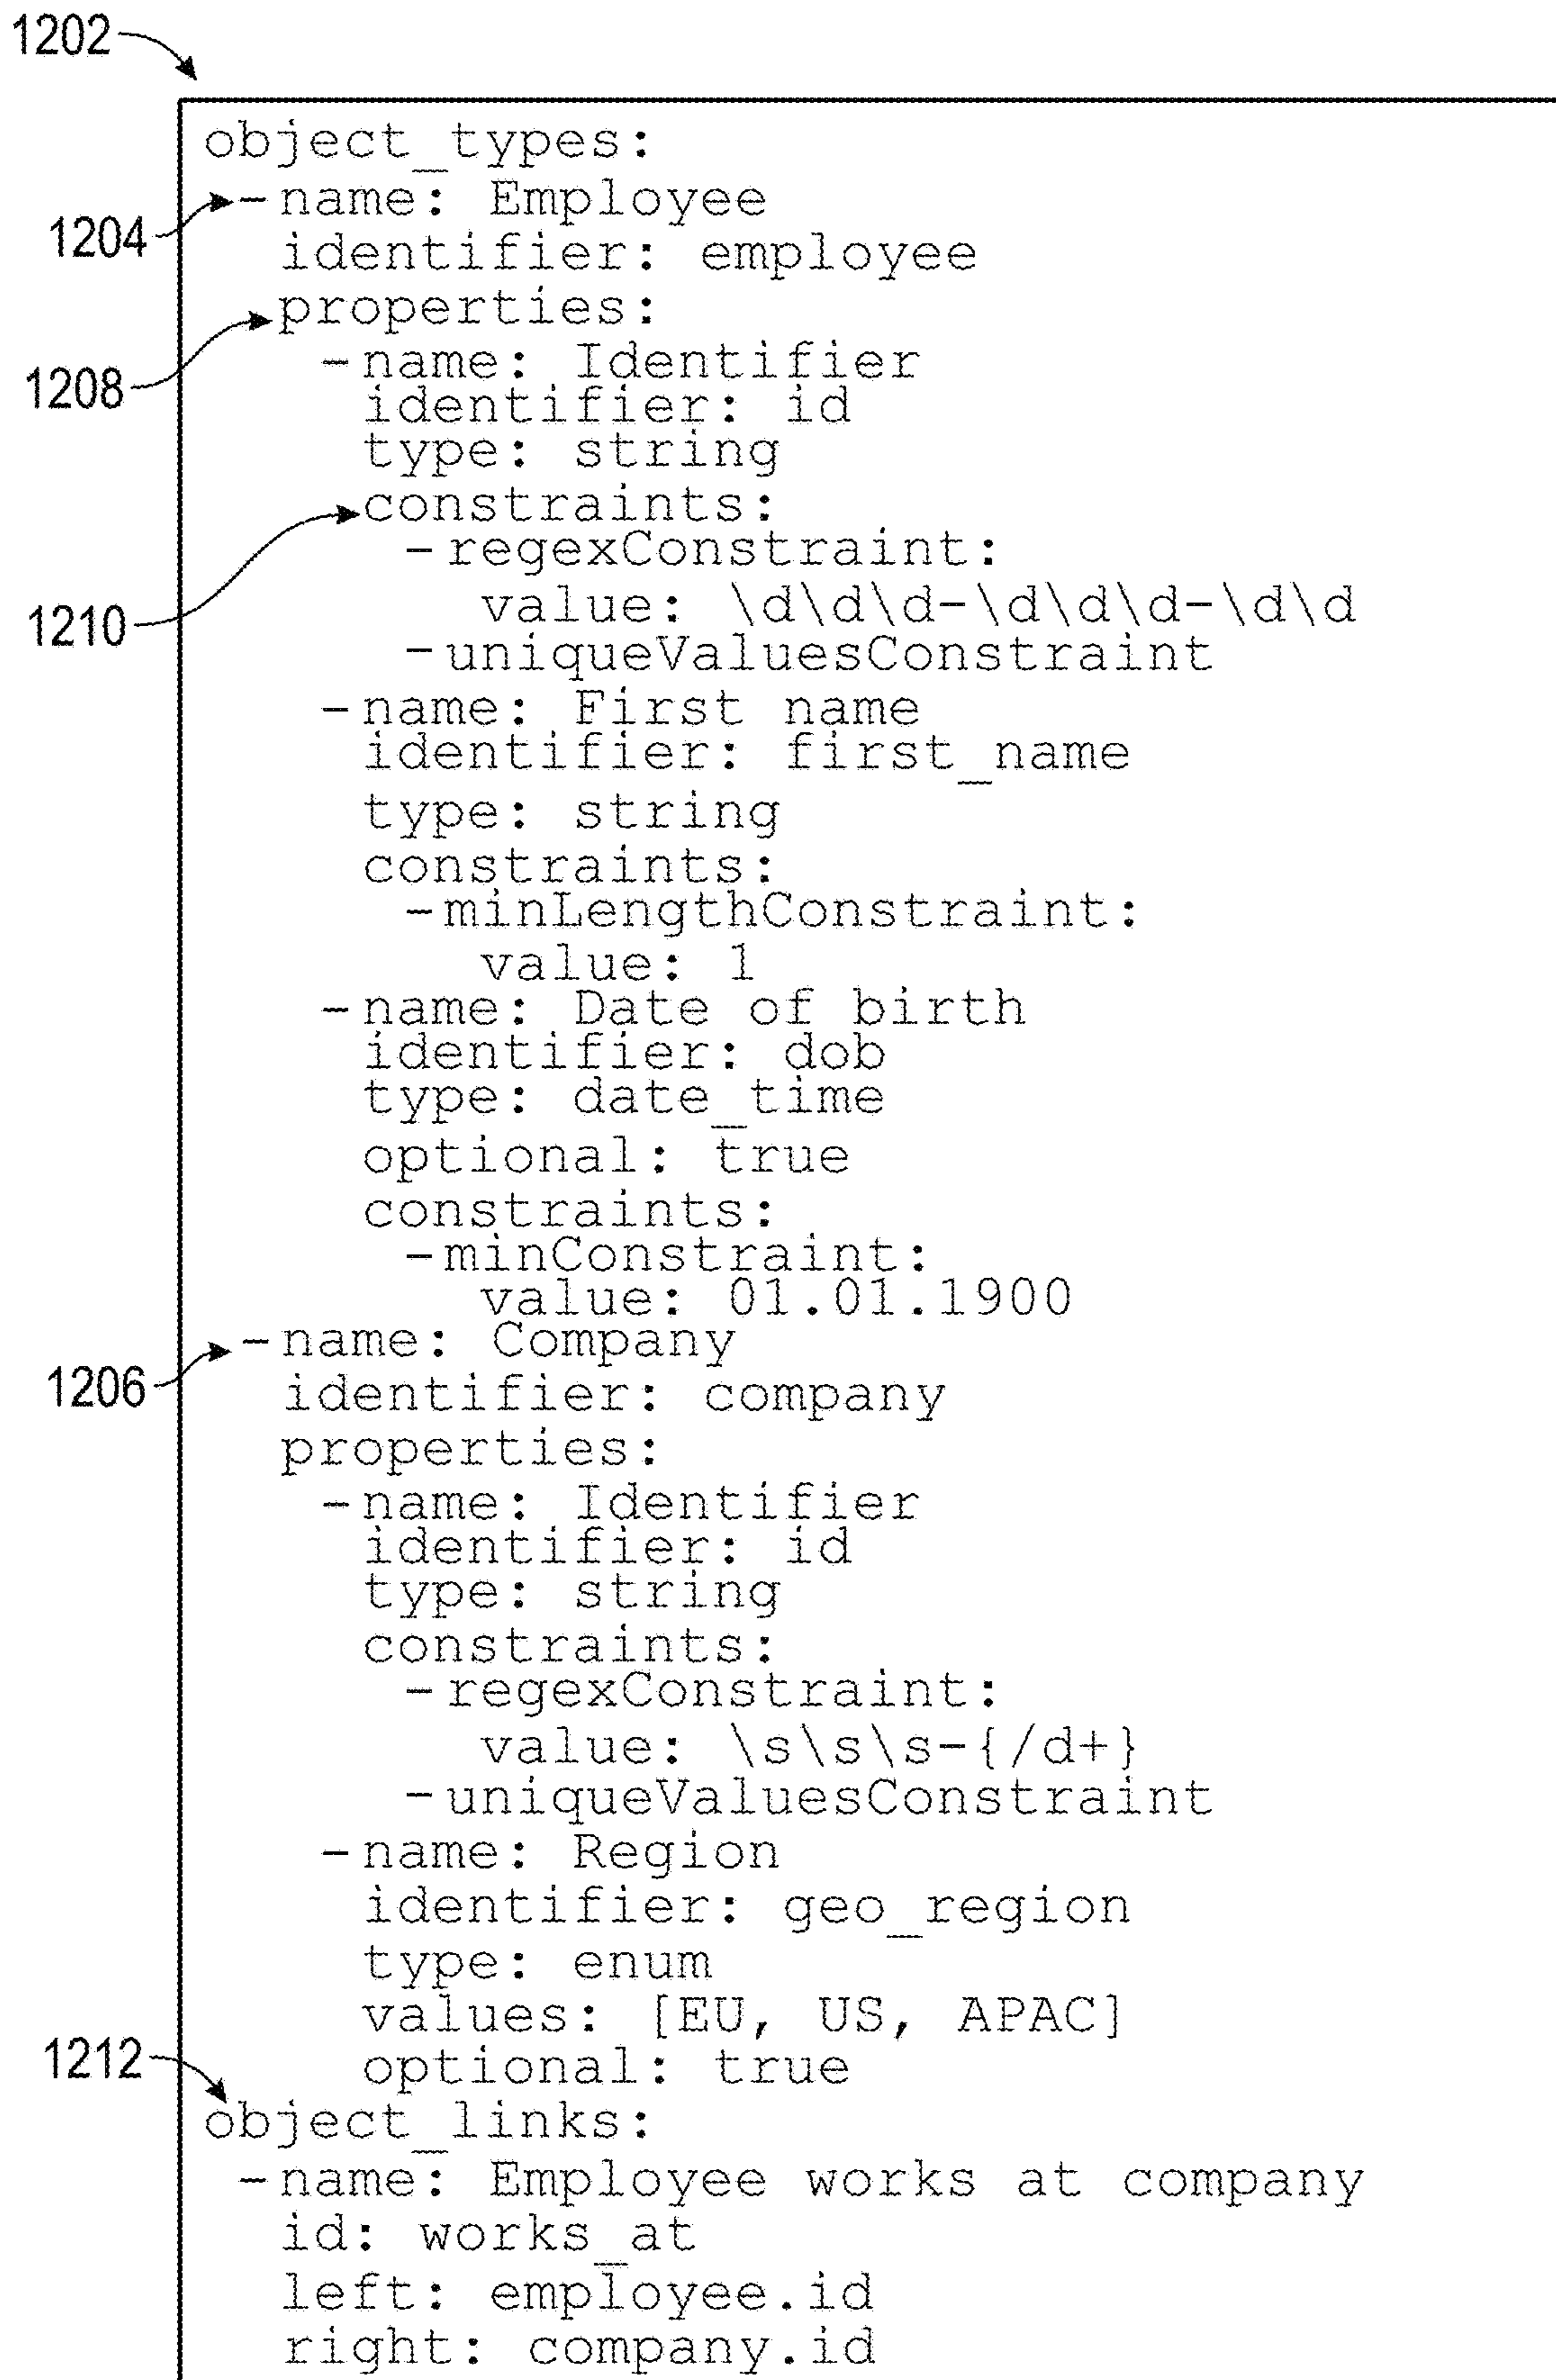 1202
object_types:
1204
-name: Employee
identifier: employee
properties:
1208
-name: Identifier
identifier: id
type: string
constraints:
-regexConstraint:
1210
value: \d\d\d-\d\d\d-\d\d
-uniqueValuesConstraint
-name: First name
identifier: first_name
type: string
constraints:
-minLengthConstraint:
value: 1
-name: Date of birth
identifier: dob
type: date_time
optional: true
constraints:
-minConstraint:
value: 01.01.1900
-name: Company
1206
identifier: company
properties:
-name: Identifier
identifier: id
type: string
constraints:
-regexConstraint:
value: \s\s\s-{/d+}
-uniqueValuesConstraint
-name: Region
identifier: geo_region
type: enum
values: [EU, US, APAC]
1212
optional: true
object_links:
-name: Employee works at company
id: works_at
left: employee.id
right: company.id